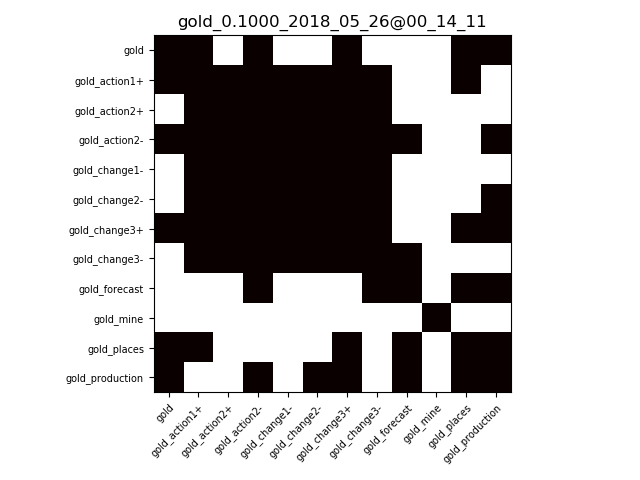 gold_0.1000_2018_05_26@00_14_11
gold
gold_action1+
gold_action2+
gold_action2-
gold_change1-
gold_change2-
gold_change3+
gold_change3-
gold_forecast
gold_mine
gold_places
gold_production
gold
gold_action1+
gold_action2+
gold_action2-
gold_change1-
gold_change2-
gold_change3+
gold_change3-
gold_forecast
gold_mine
gold_places
gold_production